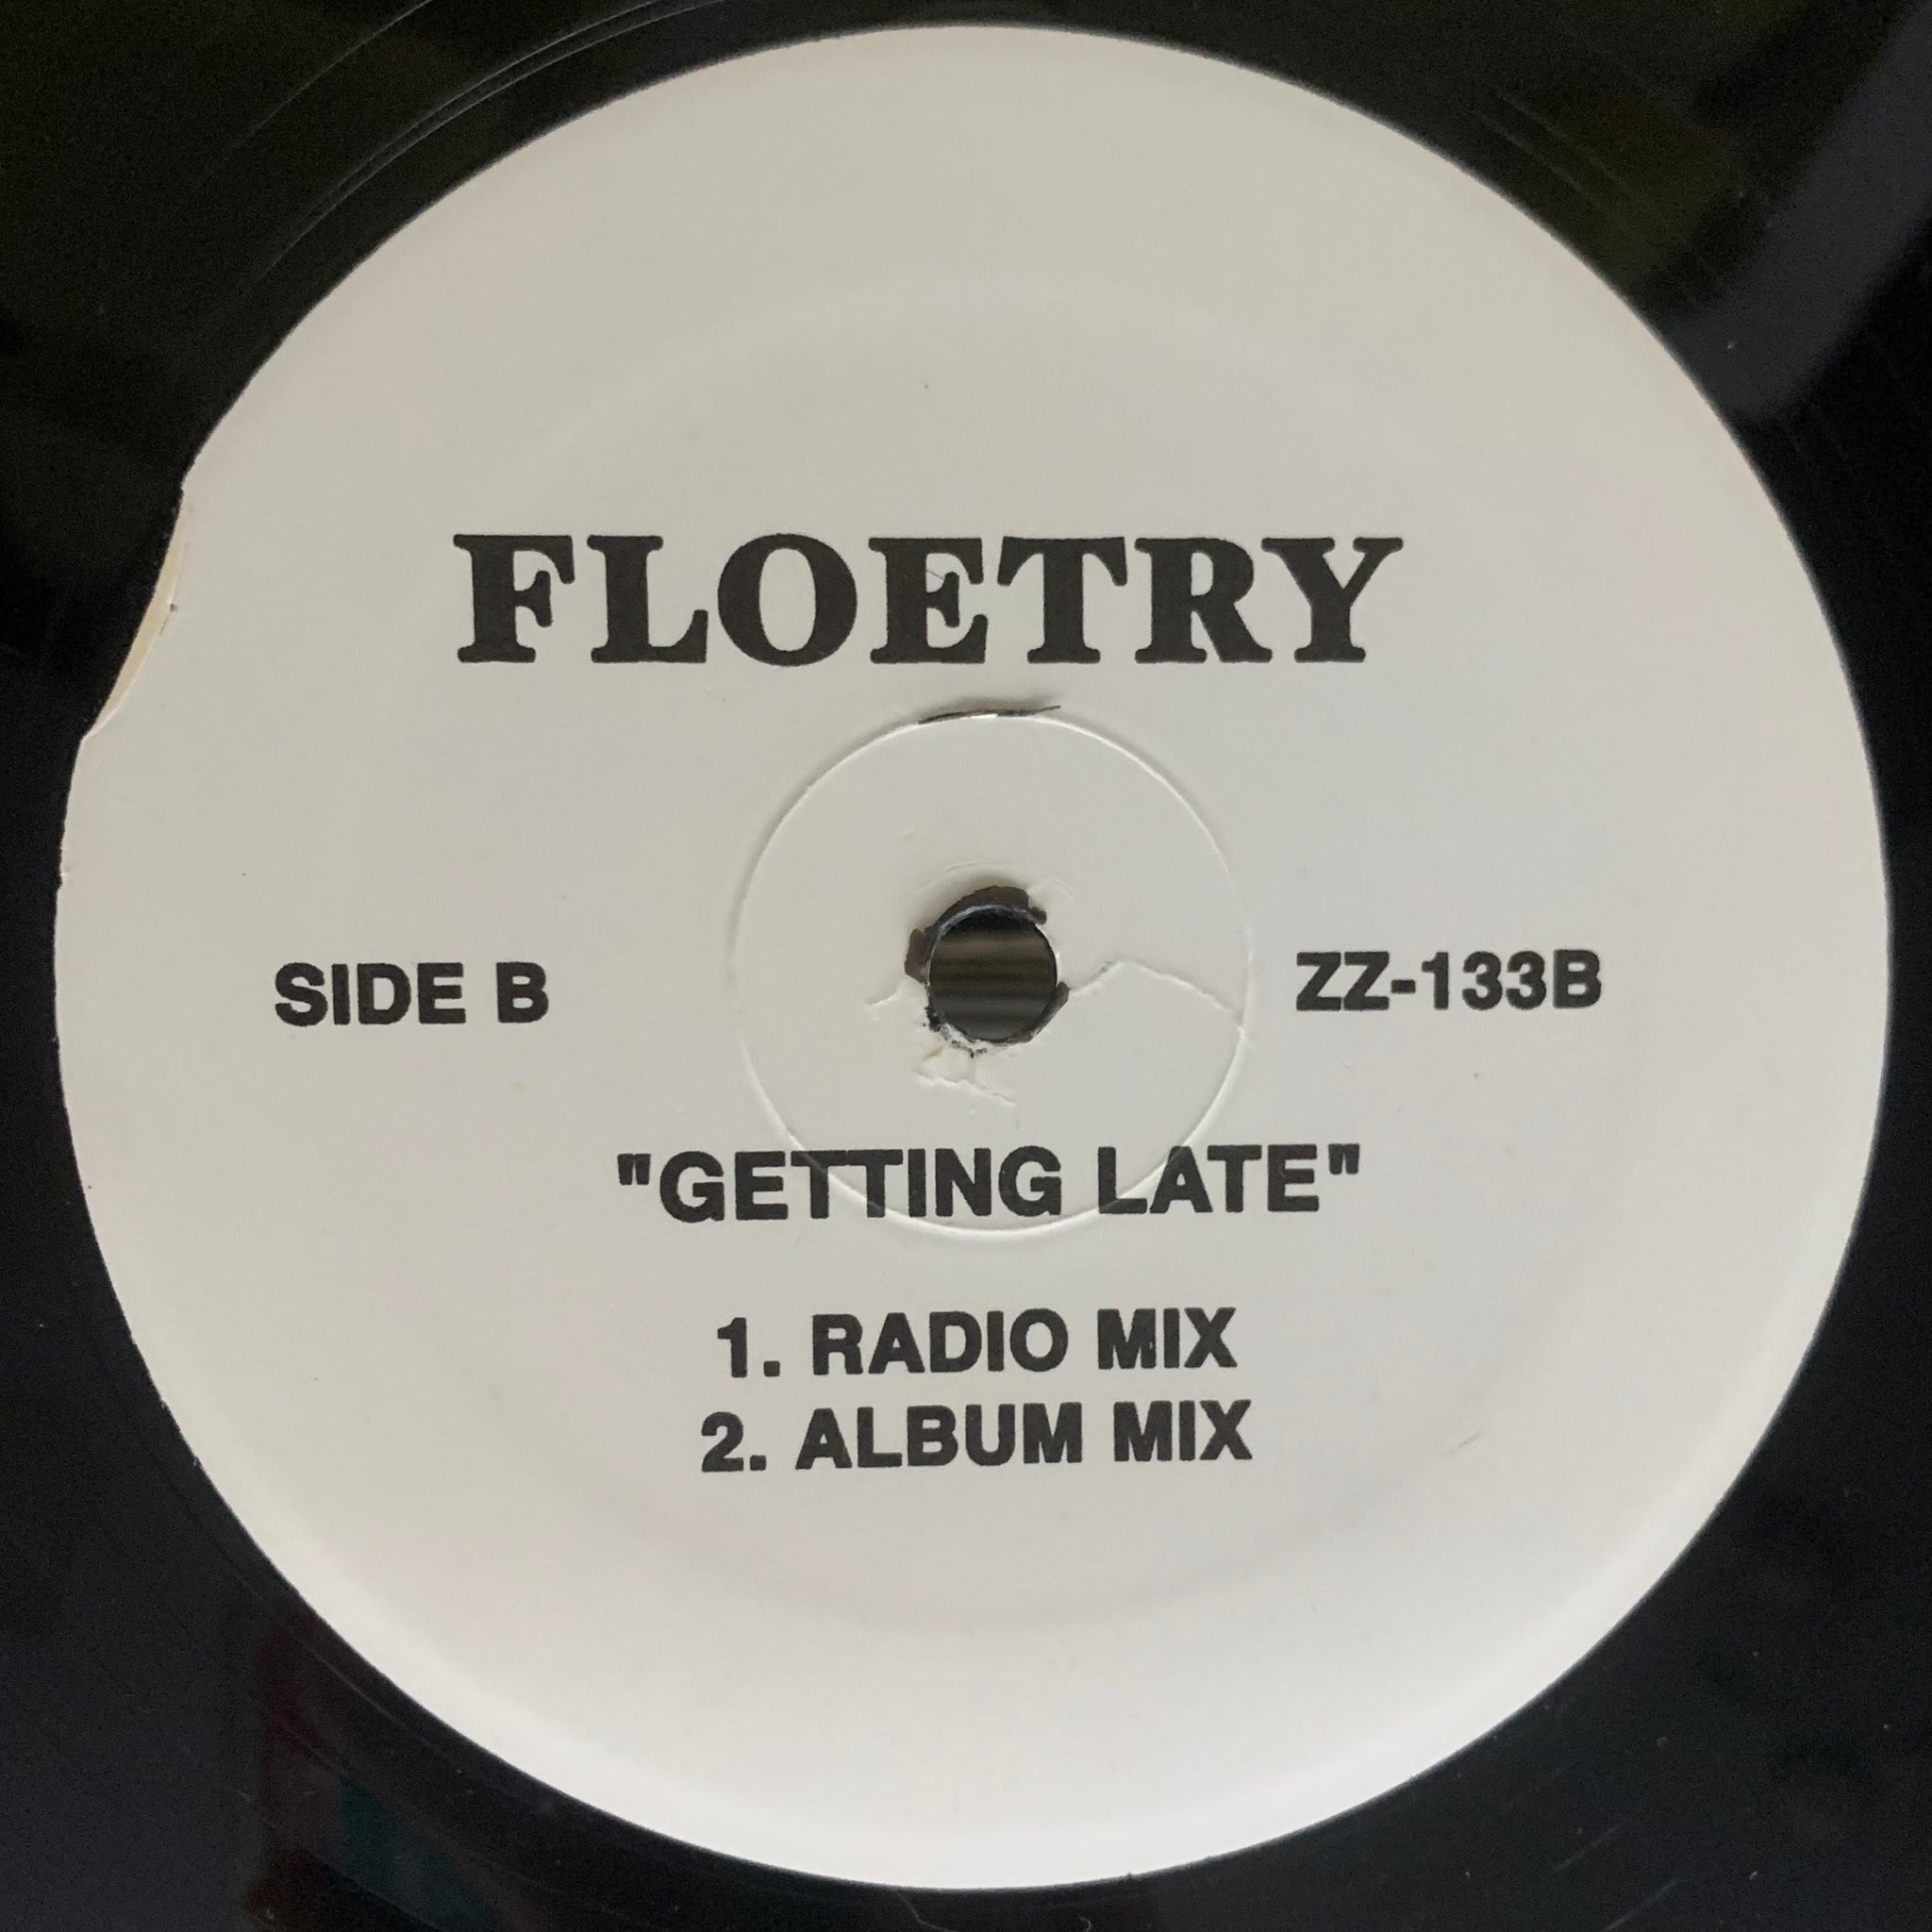 FLOETRY
SIDE B
ZZ-133B
"GETTING LATE"
1. RADIO MIX
2. ALBUM MIX